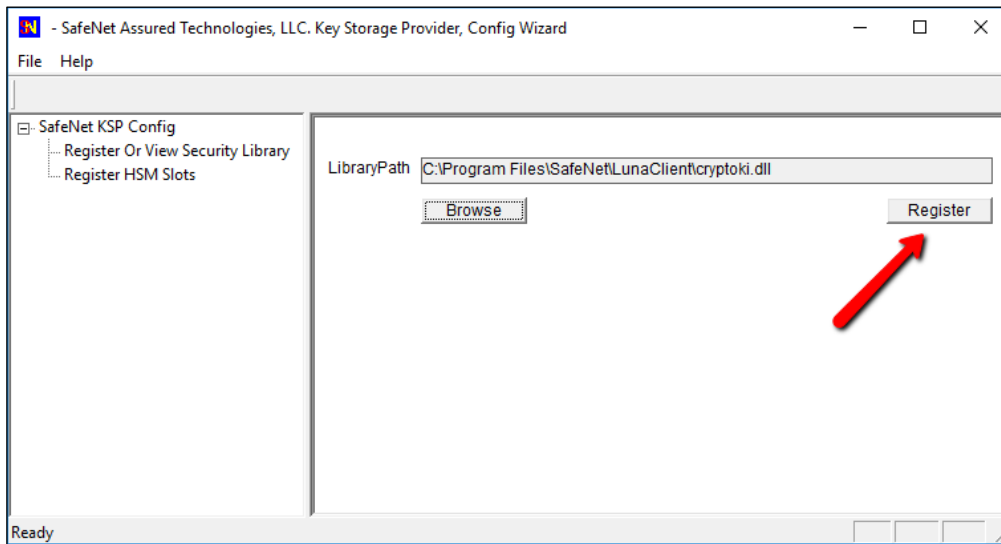 SN - SafeNet Assured Technologies, LLC. Key Storage Provider, Config Wizard
File Help
SafeNet KSP Config
Register Or View Security Library
Register HSM Slots
LibraryPath C:\Program Files\SafeNet\LunaClient\cryptoki.dll
Browse Register
Ready